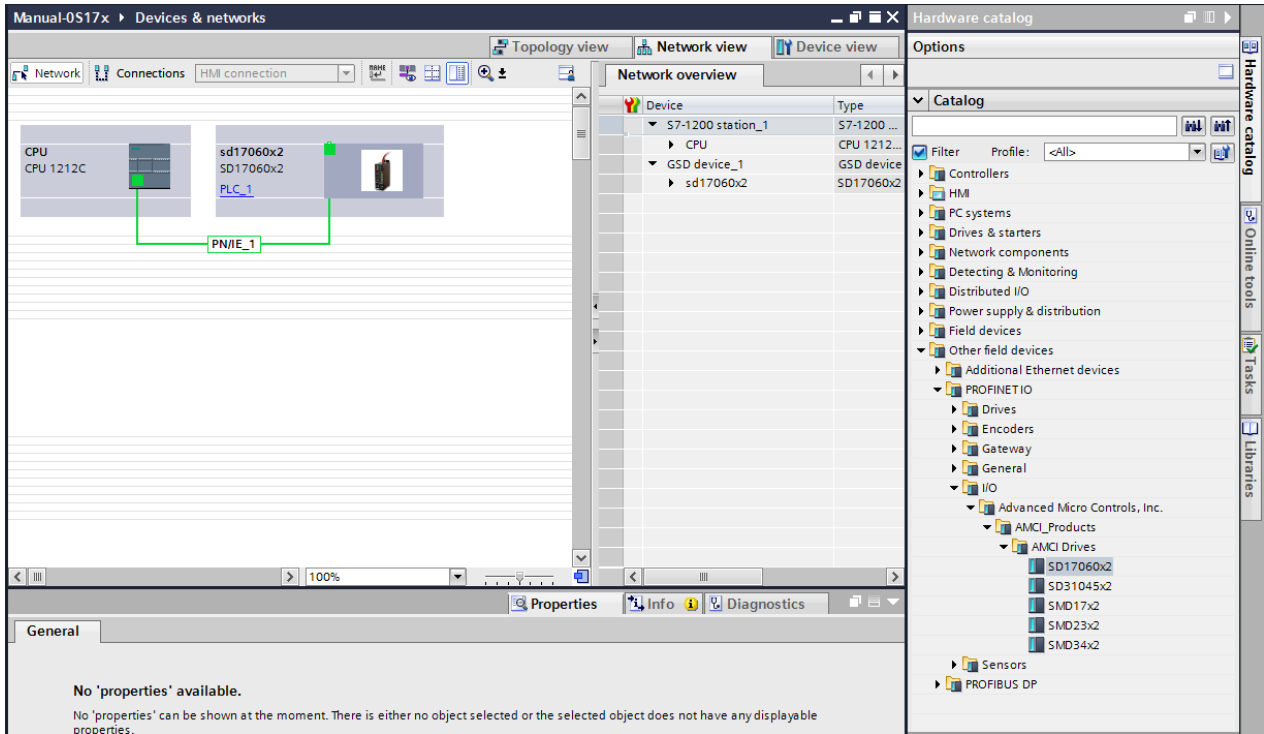 Manual-0S17x ▸ Devices & networks
Topology view
Network view
Device view
Network
Connections
HMI connection
100%
CPU
CPU 1212C
sd17060x2
SD17060x2
PLC_1
PN/IE_1
Network overview
Device Type
S7-1200 station_1 S7-1200 ...
CPU CPU 1212...
GSD device_1 GSD device
sd17060x2 SD17060x2
Properties
Info
Diagnostics
General
No 'properties' available.
No 'properties' can be shown at the moment. There is either no object selected or the selected object does not have any displayable
properties.
Hardware catalog
Options
Catalog
Filter Profile: <All>
Controllers
HMI
PC systems
Drives & starters
Network components
Detecting & Monitoring
Distributed I/O
Power supply & distribution
Field devices
Other field devices
Additional Ethernet devices
PROFINET IO
Drives
Encoders
Gateway
General
I/O
Advanced Micro Controls, Inc.
AMCI_Products
AMCI Drives
SD17060x2
SD31045x2
SMD17x2
SMD23x2
SMD34x2
Sensors
PROFIBUS DP
Hardware catalog
Online tools
Tasks
Libraries